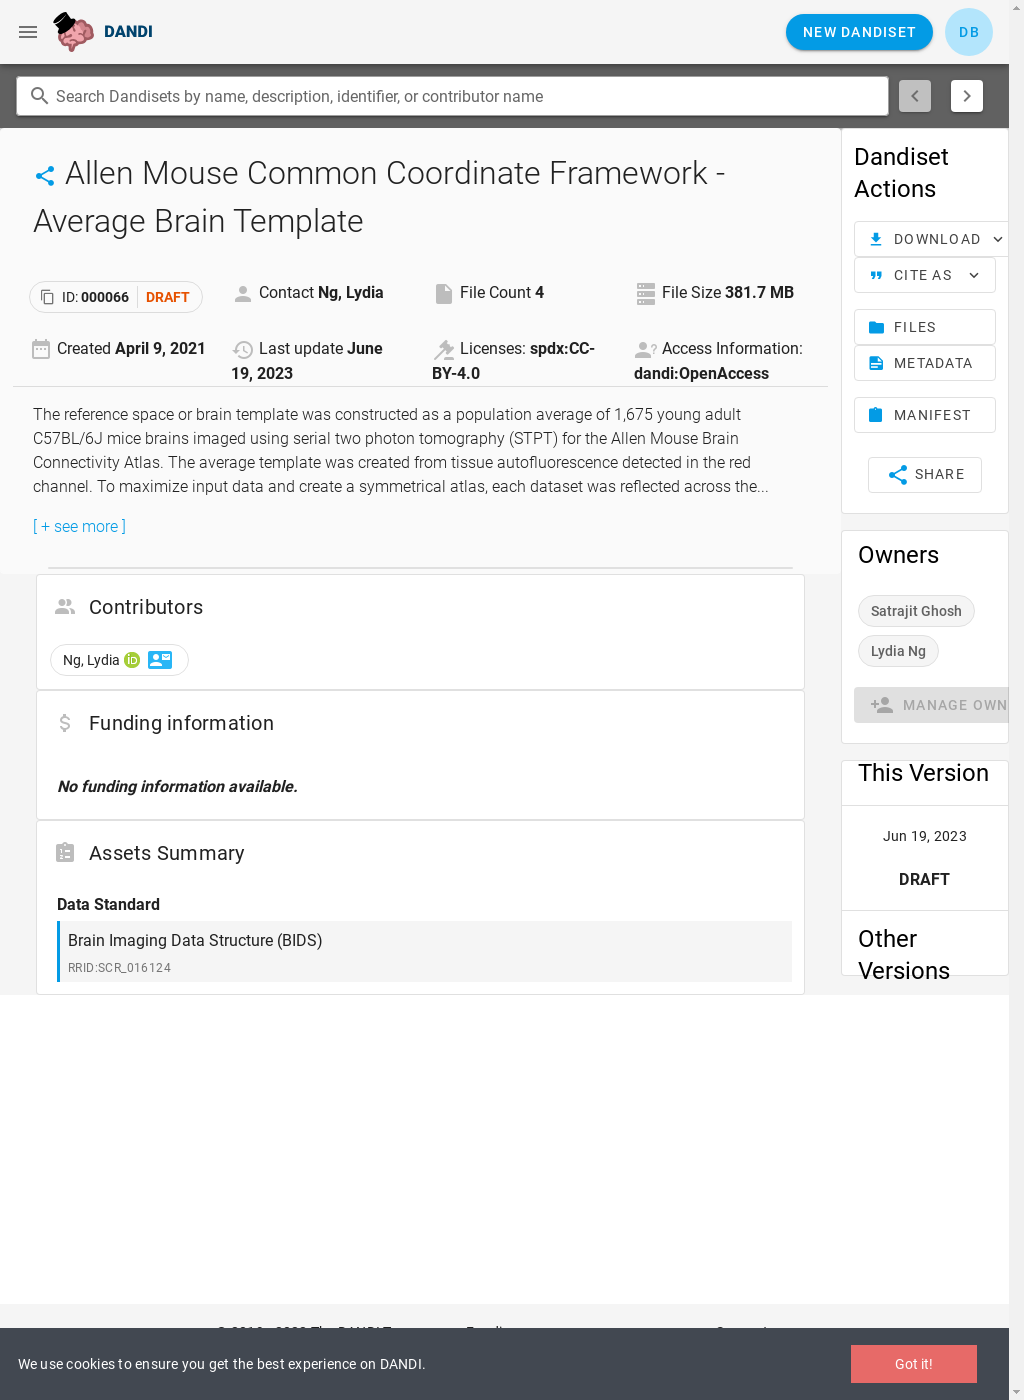 DANDI
NEW DANDISET
DB
Search Dandisets by name, description, identifier, or contributor name
Allen Mouse Common Coordinate Framework -
Average Brain Template
ID: 000066 DRAFT
Contact Ng, Lydia
File Count 4
File Size 381.7 MB
Created April 9, 2021
Last update June
19, 2023
Licenses: spdx:CC-
BY-4.0
Access Information:
dandi:OpenAccess
The reference space or brain template was constructed as a population average of 1,675 young adult
C57BL/6J mice brains imaged using serial two photon tomography (STPT) for the Allen Mouse Brain
Connectivity Atlas. The average template was created from tissue autofluorescence detected in the red
channel. To maximize input data and create a symmetrical atlas, each dataset was reflected across the...
[ + see more ]
Contributors
Ng, Lydia iD
Funding information
No funding information available.
Assets Summary
Data Standard
Brain Imaging Data Structure (BIDS)
RRID:SCR_016124
Dandiset
Actions
DOWNLOAD
CITE AS
FILES
METADATA
MANIFEST
SHARE
Owners
Satrajit Ghosh
Lydia Ng
MANAGE OWN
This Version
Jun 19, 2023
DRAFT
Other
Versions
We use cookies to ensure you get the best experience on DANDI.
Got it!